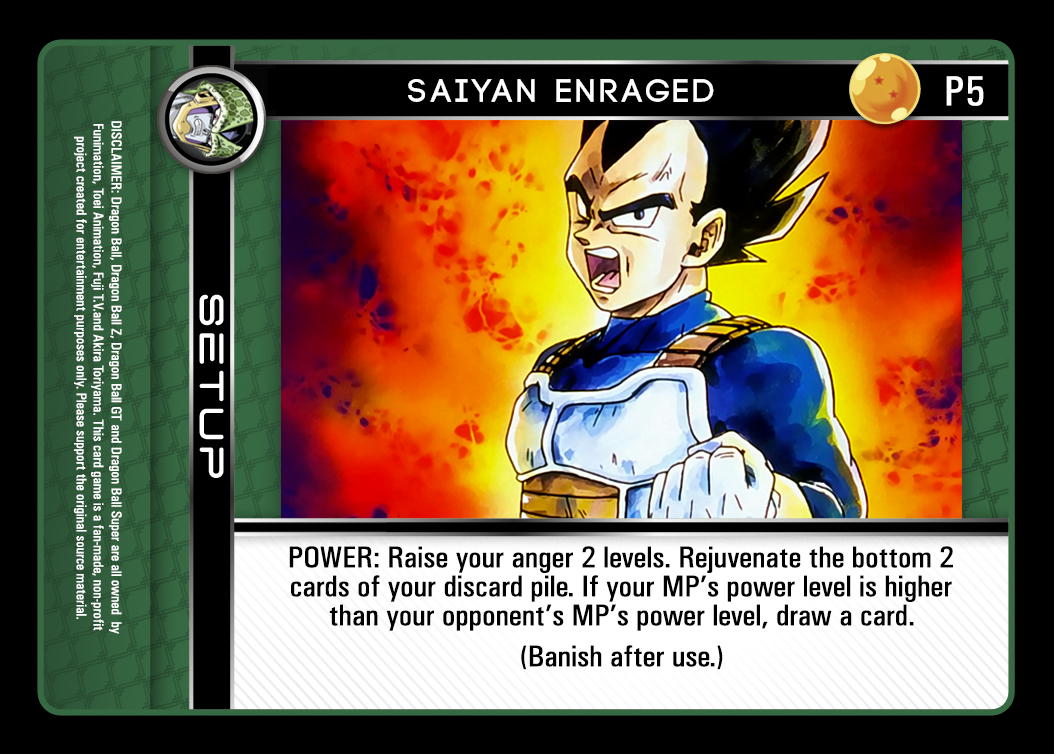 SAIYAN ENRAGED
P5
SETUP
POWER: Raise your anger 2 levels. Rejuvenate the bottom 2
cards of your discard pile. If your MP’s power level is higher
than your opponent’s MP’s power level, draw a card.
(Banish after use.)
DISCLAIMER: Dragon Ball, Dragon Ball Z, Dragon Ball GT and Dragon Ball Super are all owned by
Funimation, Toei Animation, Fuji T.V.and Akira Toriyama. This card game is a fan-made, non-profit
project created for entertainment purposes only. Please support the original source material.